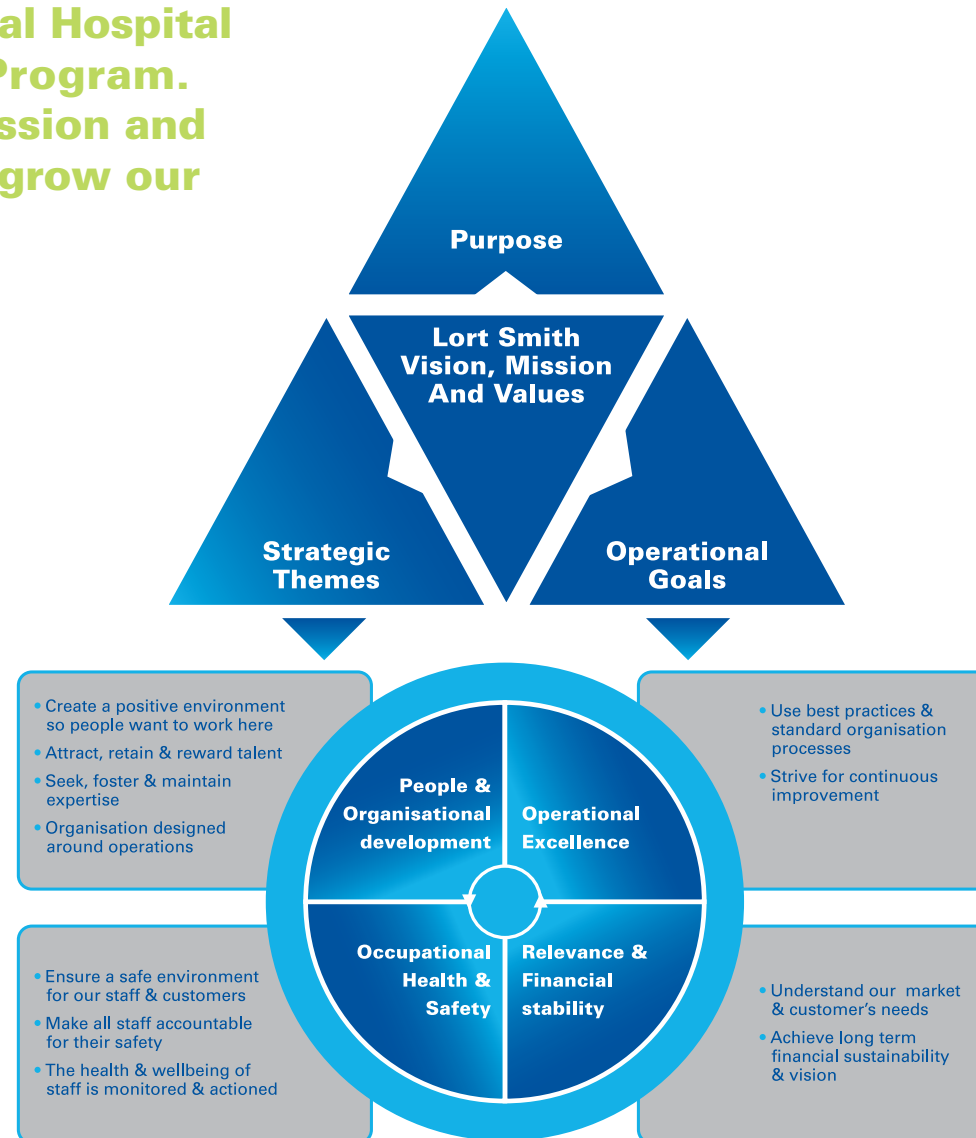 al Hospital
Program.
ssion and
grow our
Purpose
Lort Smith
Vision, Mission
And Values
Strategic
Themes
Operational
Goals
• Create a positive environment
so people want to work here
• Attract, retain & reward talent
• Seek, foster & maintain
expertise
• Organisation designed
around operations
People &
Organisational
development
Operational
Excellence
• Use best practices &
standard organisation
processes
• Strive for continuous
improvement
• Ensure a safe environment
for our staff & customers
• Make all staff accountable
for their safety
• The health & wellbeing of
staff is monitored & actioned
Occupational
Health &
Safety
Relevance &
Financial
stability
• Understand our market
& customer's needs
• Achieve long term
financial sustainability
& vision